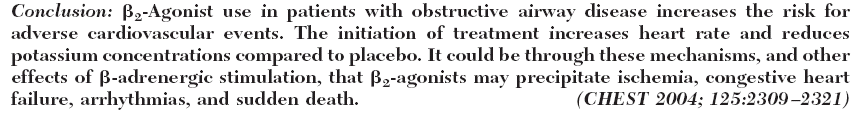 Conclusion: β₂-Agonist use in patients with obstructive airway disease increases the risk for
adverse cardiovascular events. The initiation of treatment increases heart rate and reduces
potassium concentrations compared to placebo. It could be through these mechanisms, and other
effects of β-adrenergic stimulation, that β₂-agonists may precipitate ischemia, congestive heart
failure, arrhythmias, and sudden death. (CHEST 2004; 125:2309–2321)